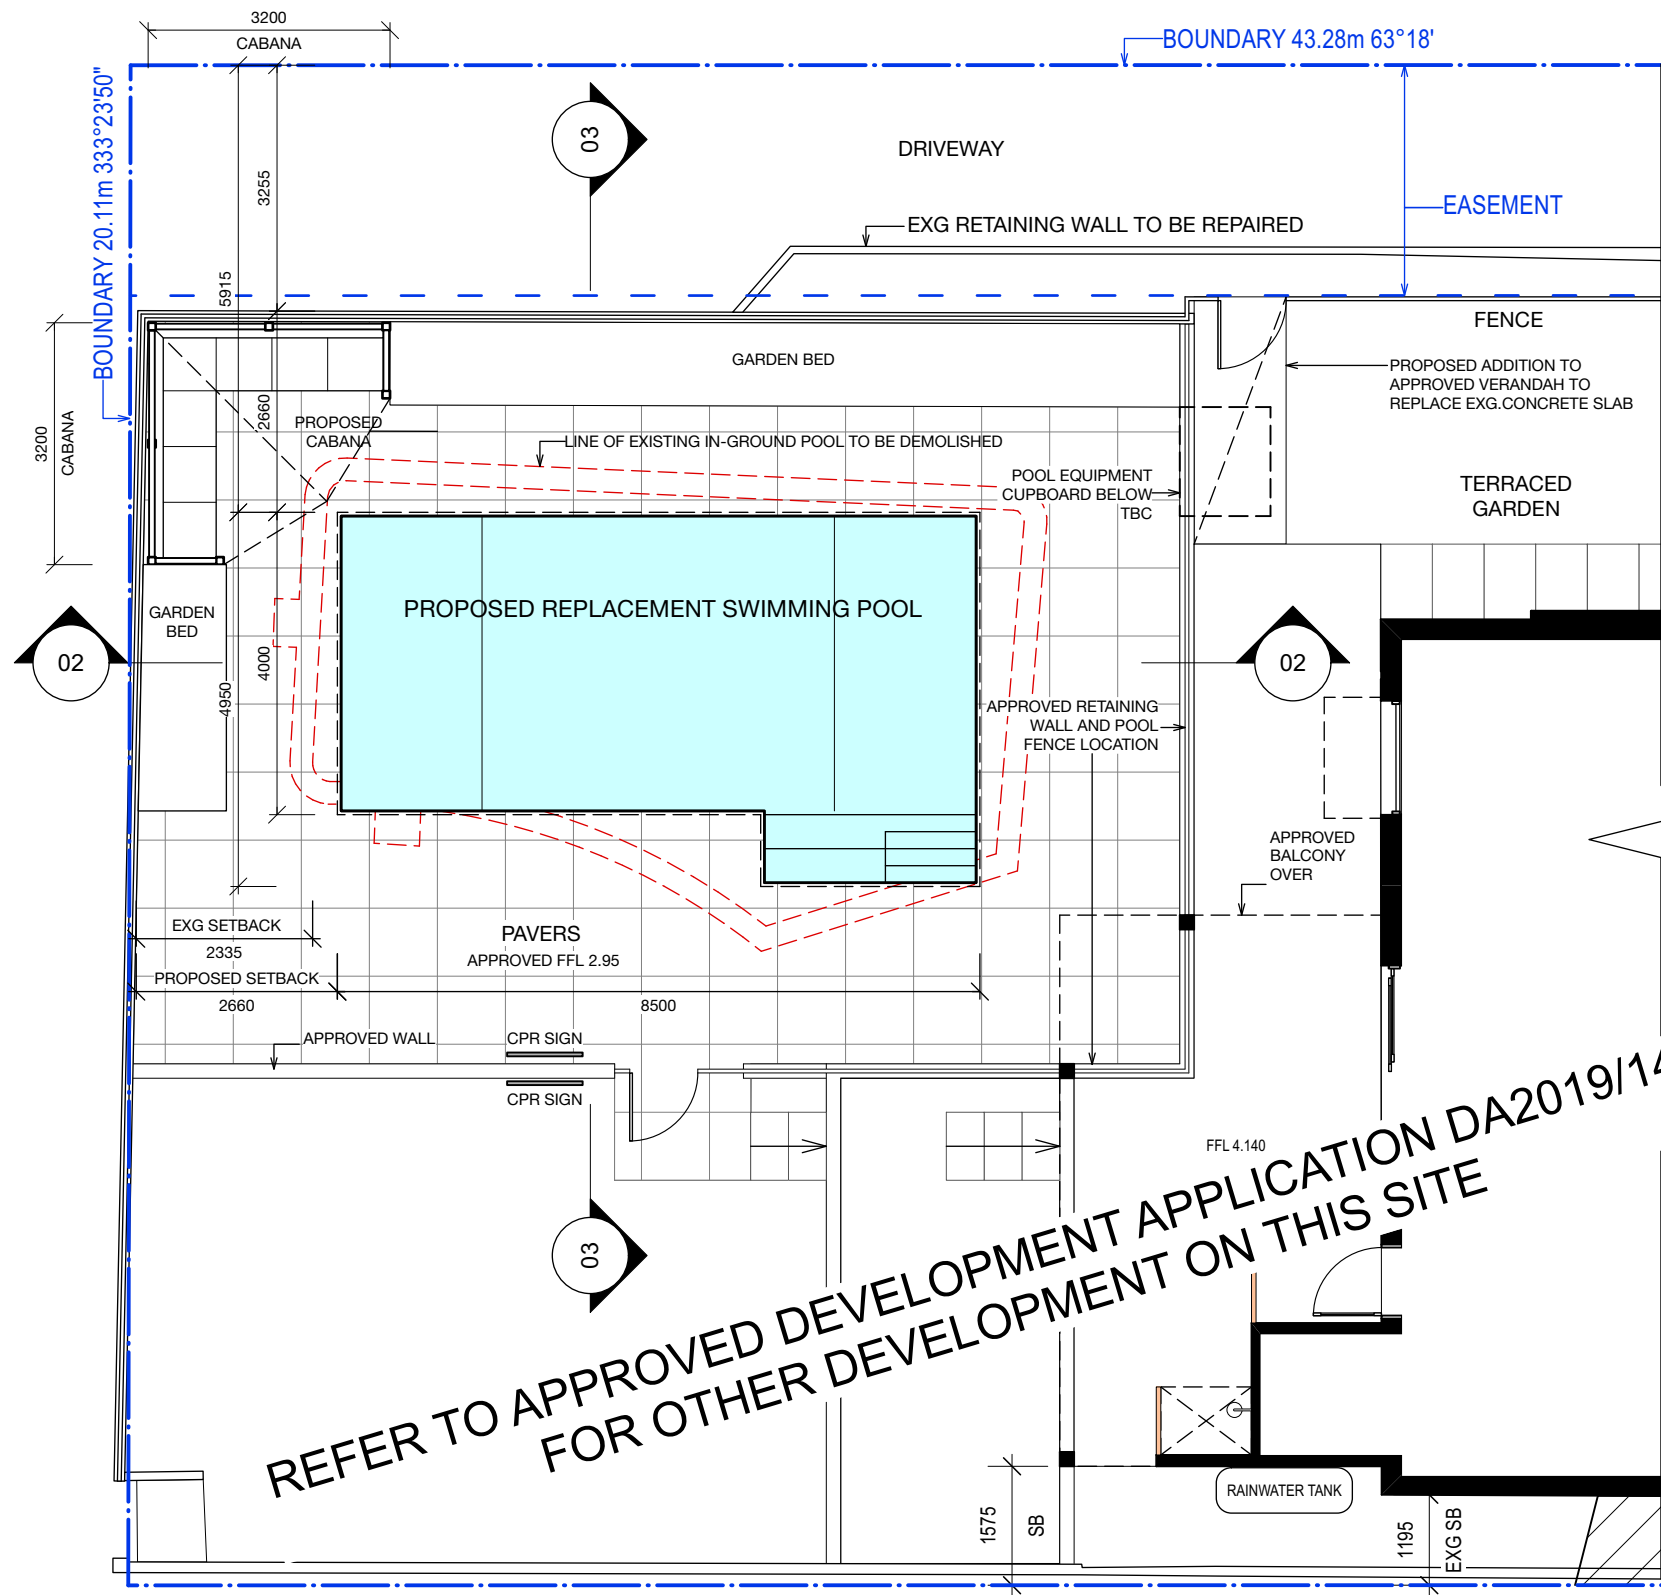 3200
CABANA
BOUNDARY 43.28m 63°18'
BOUNDARY 20.11m 333°23'50"
03
DRIVEWAY
3255
EASEMENT
EXG RETAINING WALL TO BE REPAIRED
5915
FENCE
GARDEN BED
PROPOSED ADDITION TO
APPROVED VERANDAH TO
REPLACE EXG.CONCRETE SLAB
3200
CABANA
2660
PROPOSED
CABANA
LINE OF EXISTING IN-GROUND POOL TO BE DEMOLISHED
POOL EQUIPMENT
CUPBOARD BELOW
TBC
TERRACED
GARDEN
PROPOSED REPLACEMENT SWIMMING POOL
GARDEN
BED
02
4000
4950
02
APPROVED RETAINING
WALL AND POOL
FENCE LOCATION
APPROVED
BALCONY
OVER
EXG SETBACK
2335
PAVERS
APPROVED FFL 2.95
PROPOSED SETBACK
2660
8500
APPROVED WALL
CPR SIGN
CPR SIGN
FFL 4.140
03
REFER TO APPROVED DEVELOPMENT APPLICATION DA2019/14
FOR OTHER DEVELOPMENT ON THIS SITE
RAINWATER TANK
1575
SB
1195
EXG SB